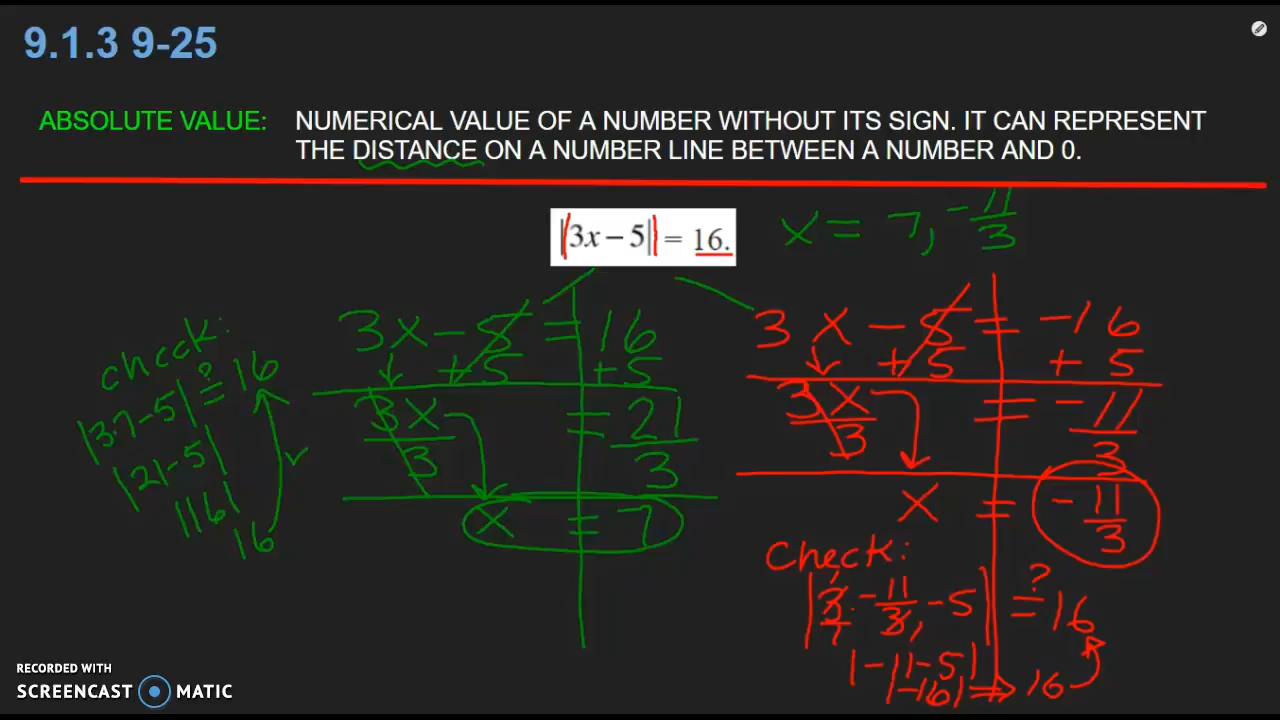 9.1.3 9-25
ABSOLUTE VALUE: NUMERICAL VALUE OF A NUMBER WITHOUT ITS SIGN. IT CAN REPRESENT
THE DISTANCE ON A NUMBER LINE BETWEEN A NUMBER AND 0.
|3x − 5| = 16.
x = 7, -11/3
3x - 5 = 16
+5 +5
3x/3 = 21/3
x = 7
check:
|3·7-5| ?= 16
|21-5|
|16|
16
3x - 5 = -16
+5 +5
3x/3 = -11/3
x = -11/3
Check:
|3·-11/3 -5| ?= 16
|-11-5|
|-16| ⇒ 16
RECORDED WITH
SCREENCAST MATIC